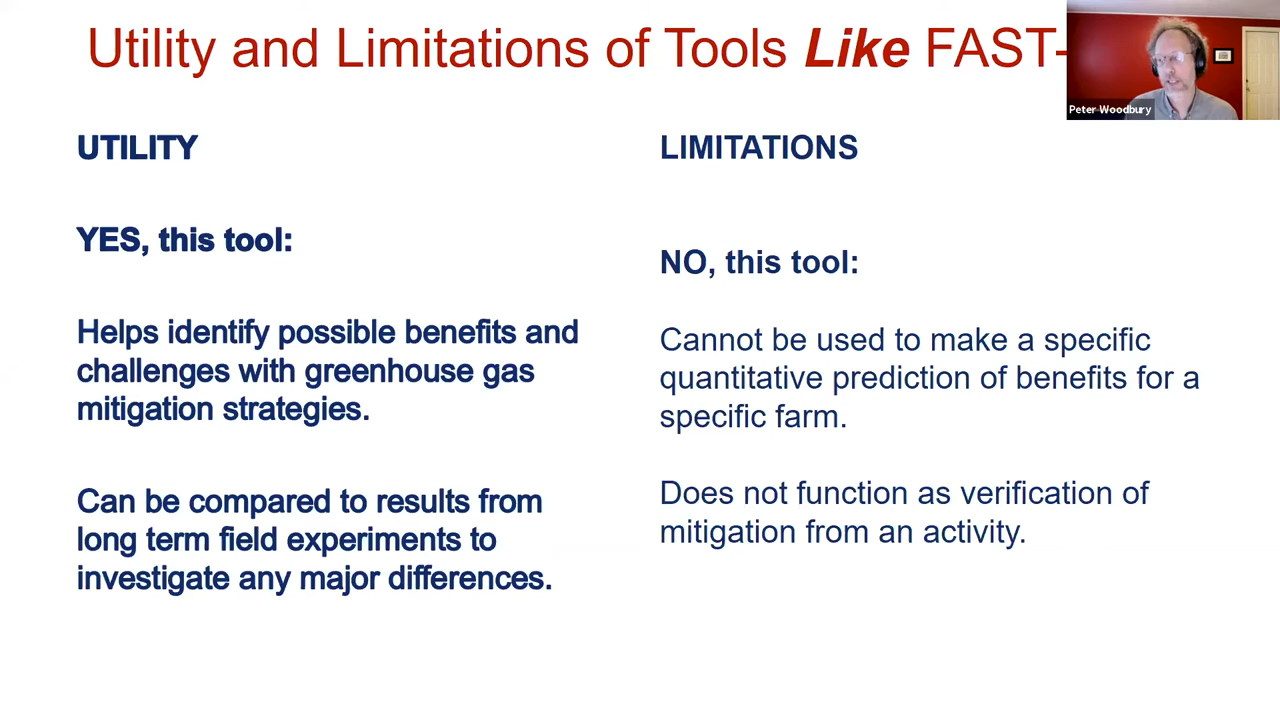 Utility and Limitations of Tools Like FAST-
Peter Woodbury
UTILITY
YES, this tool:
Helps identify possible benefits and
challenges with greenhouse gas
mitigation strategies.
Can be compared to results from
long term field experiments to
investigate any major differences.
LIMITATIONS
NO, this tool:
Cannot be used to make a specific
quantitative prediction of benefits for a
specific farm.
Does not function as verification of
mitigation from an activity.